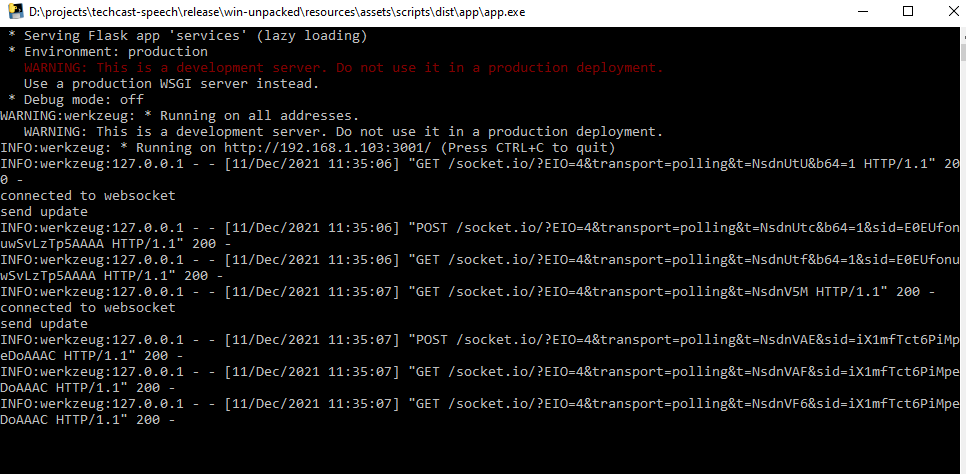 D:\projects\techcast-speech\release\win-unpacked\resources\assets\scripts\dist\app\app.exe
* Serving Flask app 'services' (lazy loading)
* Environment: production
WARNING: This is a development server. Do not use it in a production deployment.
Use a production WSGI server instead.
* Debug mode: off
WARNING:werkzeug: * Running on all addresses.
WARNING: This is a development server. Do not use it in a production deployment.
INFO:werkzeug: * Running on http://192.168.1.103:3001/ (Press CTRL+C to quit)
INFO:werkzeug:127.0.0.1 - - [11/Dec/2021 11:35:06] "GET /socket.io/?EIO=4&transport=polling&t=NsdnUtU&b64=1 HTTP/1.1" 20
0 -
connected to websocket
send update
INFO:werkzeug:127.0.0.1 - - [11/Dec/2021 11:35:06] "POST /socket.io/?EIO=4&transport=polling&t=NsdnUtc&b64=1&sid=E0EUfon
uwSvLzTp5AAAA HTTP/1.1" 200 -
INFO:werkzeug:127.0.0.1 - - [11/Dec/2021 11:35:06] "GET /socket.io/?EIO=4&transport=polling&t=NsdnUtf&b64=1&sid=E0EUfonu
wSvLzTp5AAAA HTTP/1.1" 200 -
INFO:werkzeug:127.0.0.1 - - [11/Dec/2021 11:35:07] "GET /socket.io/?EIO=4&transport=polling&t=NsdnV5M HTTP/1.1" 200 -
connected to websocket
send update
INFO:werkzeug:127.0.0.1 - - [11/Dec/2021 11:35:07] "POST /socket.io/?EIO=4&transport=polling&t=NsdnVAE&sid=iX1mfTct6PiMp
eDoAAAC HTTP/1.1" 200 -
INFO:werkzeug:127.0.0.1 - - [11/Dec/2021 11:35:07] "GET /socket.io/?EIO=4&transport=polling&t=NsdnVAF&sid=iX1mfTct6PiMpe
DoAAAC HTTP/1.1" 200 -
INFO:werkzeug:127.0.0.1 - - [11/Dec/2021 11:35:07] "GET /socket.io/?EIO=4&transport=polling&t=NsdnVF6&sid=iX1mfTct6PiMpe
DoAAAC HTTP/1.1" 200 -